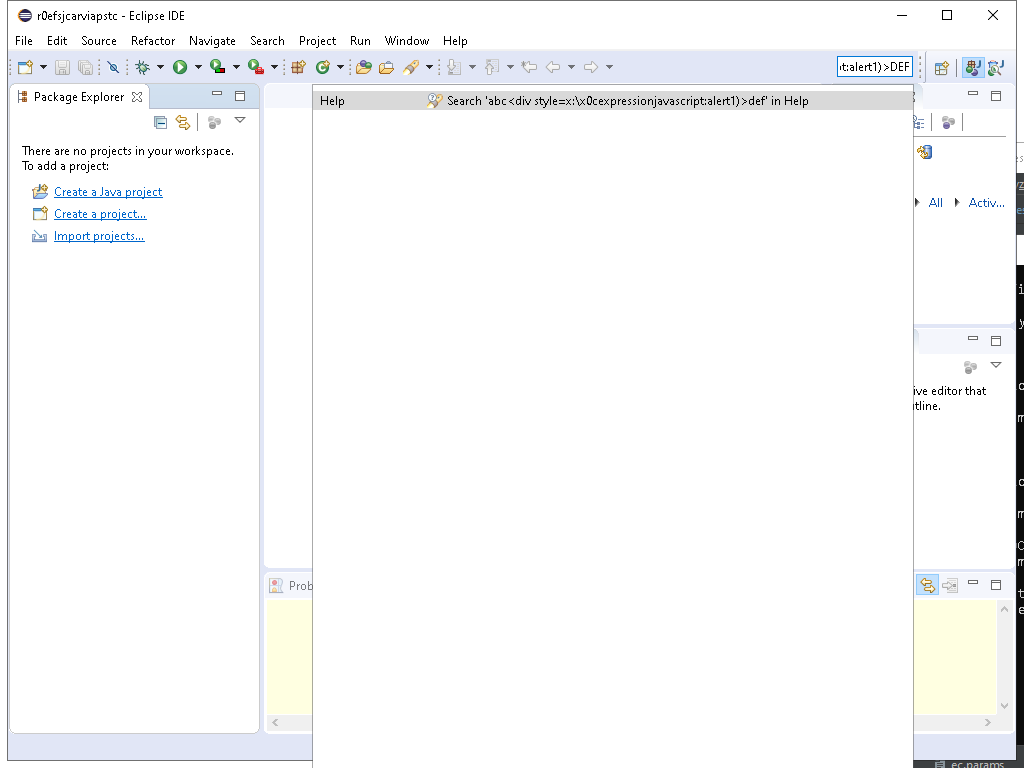 r0efsjcarviapstc - Eclipse IDE
File Edit Source Refactor Navigate Search Project Run Window Help
rt:alert1)>DEF
Package Explorer
Help Search 'abc<div style=x:\x0cexpressionjavascript:alert1)>def' in Help
There are no projects in your workspace.
To add a project:
Create a Java project
Create a project...
Import projects...
All Activ...
ive editor that
utline.
Prob
ec.params